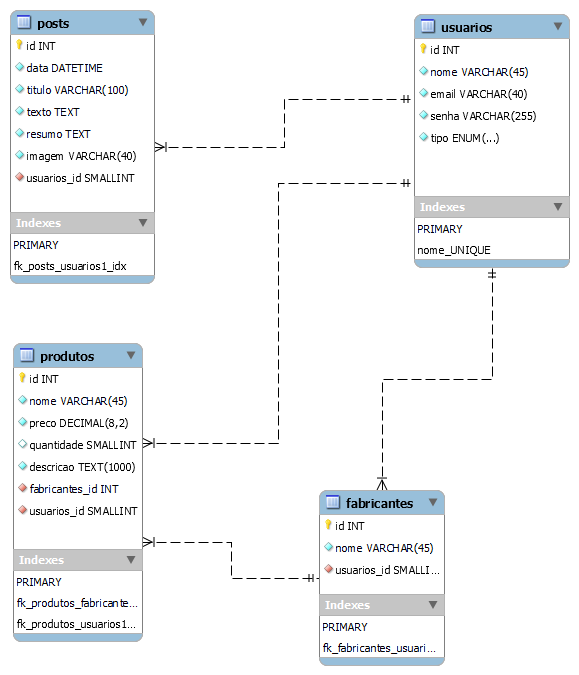 posts
id INT
data DATETIME
titulo VARCHAR(100)
texto TEXT
resumo TEXT
imagem VARCHAR(40)
usuarios_id SMALLINT
Indexes
PRIMARY
fk_posts_usuarios1_idx
usuarios
id INT
nome VARCHAR(45)
email VARCHAR(40)
senha VARCHAR(255)
tipo ENUM(...)
Indexes
PRIMARY
nome_UNIQUE
produtos
id INT
nome VARCHAR(45)
preco DECIMAL(8,2)
quantidade SMALLINT
descricao TEXT(1000)
fabricantes_id INT
usuarios_id SMALLINT
Indexes
PRIMARY
fk_produtos_fabricante...
fk_produtos_usuarios1...
fabricantes
id INT
nome VARCHAR(45)
usuarios_id SMALLI...
Indexes
PRIMARY
fk_fabricantes_usuari...